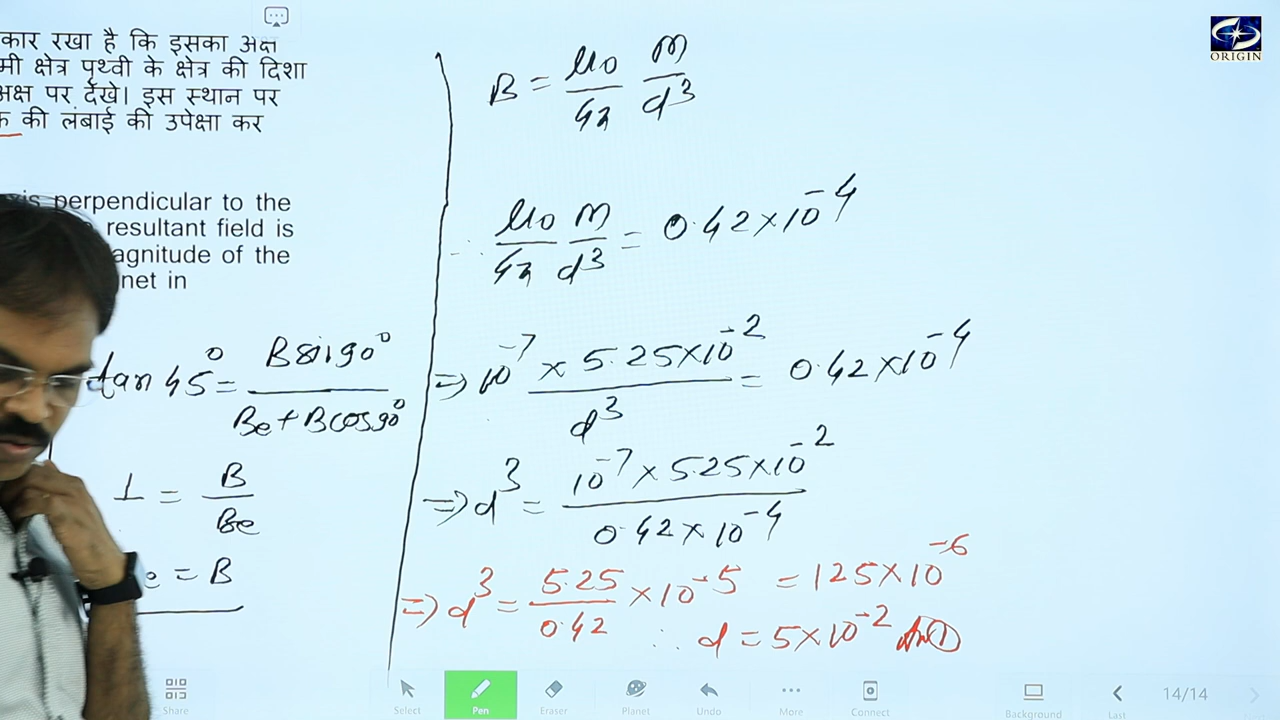 कार रखा है कि इसका अक्ष
मी क्षेत्र पृथ्वी के क्षेत्र की दिशा
अक्ष पर देखे। इस स्थान पर
की लंबाई की उपेक्षा कर
perpendicular to the
resultant field is
agnitude of the
net in
tan 45° = B sin 90° / Be + B cos 90°
1 = B / Be
e = B
B = μ0 / 4π m / d³
∴ μ0 / 4π m / d³ = 0.42 × 10⁻⁴
⇒ 10⁻⁷ × 5.25 × 10⁻² / d³ = 0.42 × 10⁻⁴
⇒ d³ = 10⁻⁷ × 5.25 × 10⁻² / 0.42 × 10⁻⁴
⇒ d³ = 5.25 / 0.42 × 10⁻⁵ = 125 × 10⁻⁶
∴ d = 5 × 10⁻² Ans ①
ORIGIN
Share
Select
Pen
Eraser
Planet
Undo
More
Connect
Background
Last
14/14